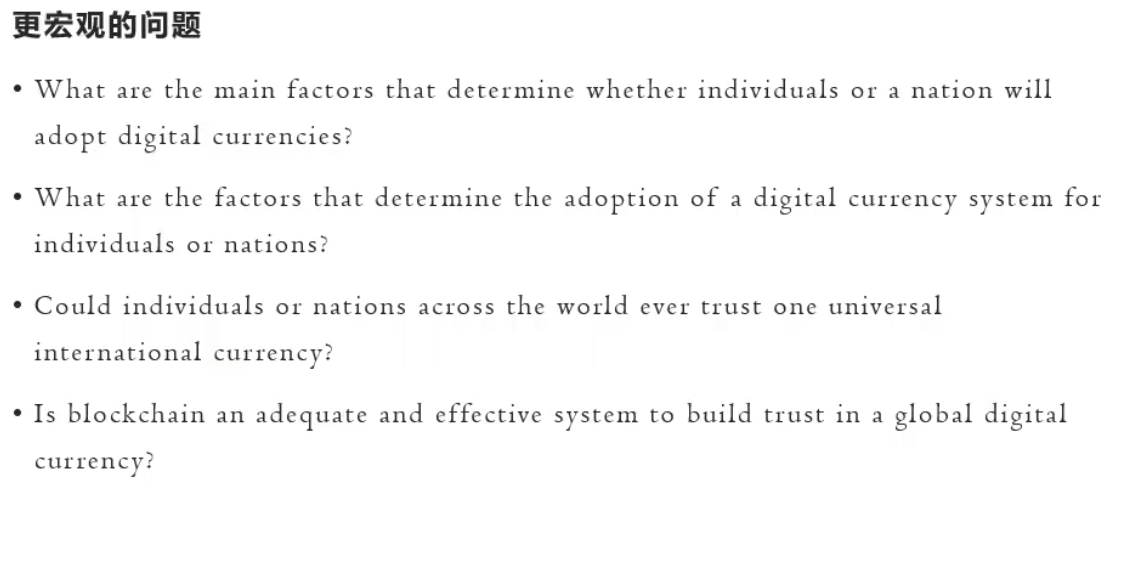 更宏观的问题
• What are the main factors that determine whether individuals or a nation will
adopt digital currencies?
• What are the factors that determine the adoption of a digital currency system for
individuals or nations?
• Could individuals or nations across the world ever trust one universal
international currency?
• Is blockchain an adequate and effective system to build trust in a global digital
currency?